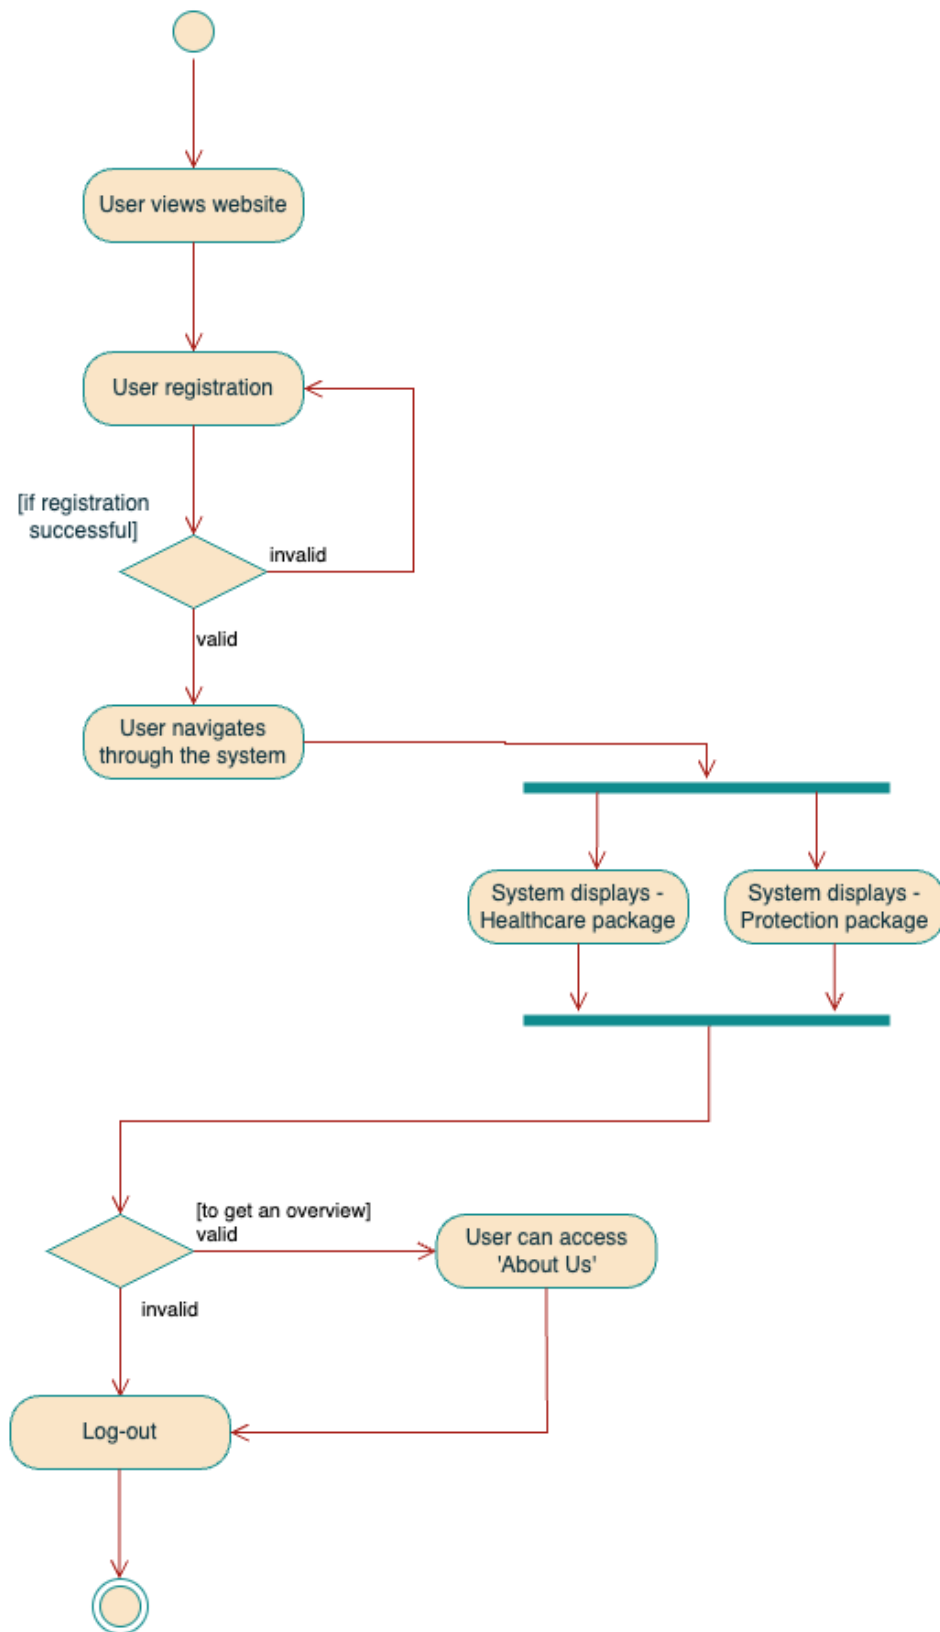 User views website
User registration
[if registration
successful]
invalid
valid
User navigates
through the system
System displays -
Healthcare package
System displays -
Protection package
[to get an overview]
valid
User can access
'About Us'
invalid
Log-out